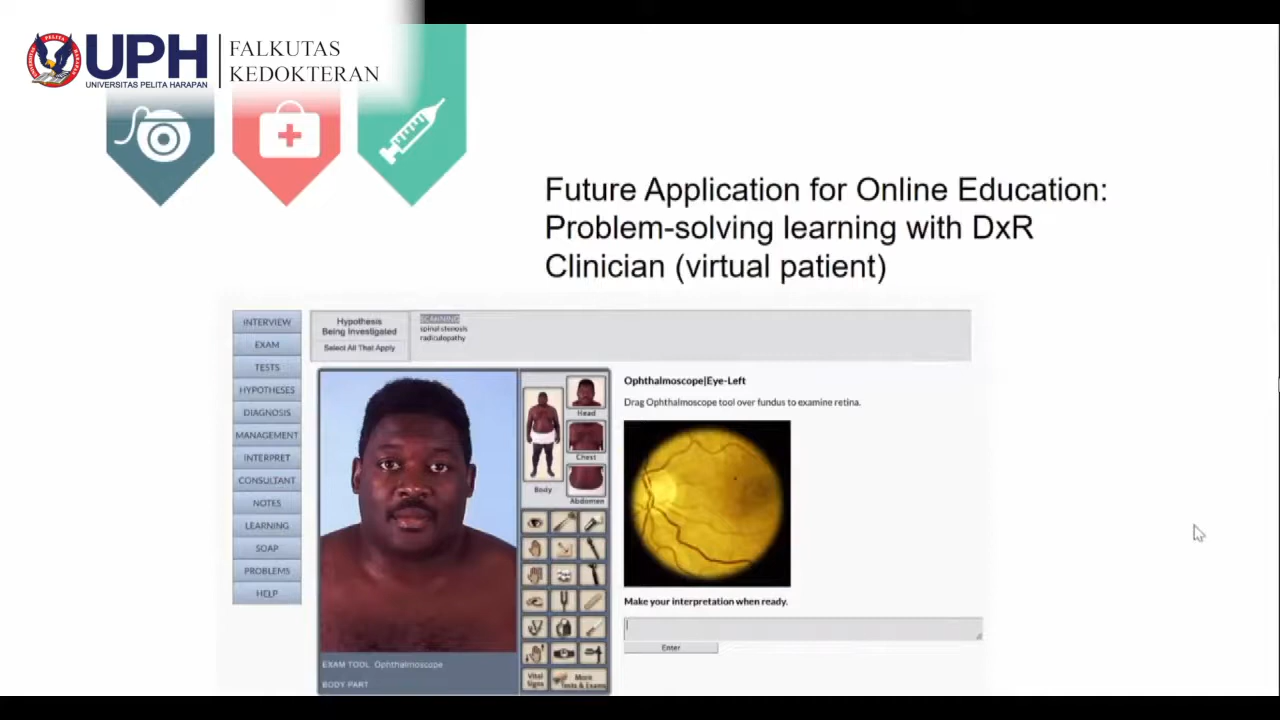 UPH
UNIVERSITAS PELITA HARAPAN
FALKUTAS
KEDOKTERAN
Future Application for Online Education:
Problem-solving learning with DxR
Clinician (virtual patient)
INTERVIEW
EXAM
TESTS
HYPOTHESES
DIAGNOSIS
MANAGEMENT
INTERPRET
CONSULTANT
NOTES
LEARNING
SOAP
PROBLEMS
HELP
Hypothesis
Being Investigated
Select All That Apply
SCANNING
spinal stenosis
radiculopathy
Head
Chest
Body
Abdomen
Vital
Signs
More
Tests & Exams
EXAM TOOL Ophthalmoscope
BODY PART
Ophthalmoscope|Eye-Left
Drag Ophthalmoscope tool over fundus to examine retina.
Make your interpretation when ready.
Enter